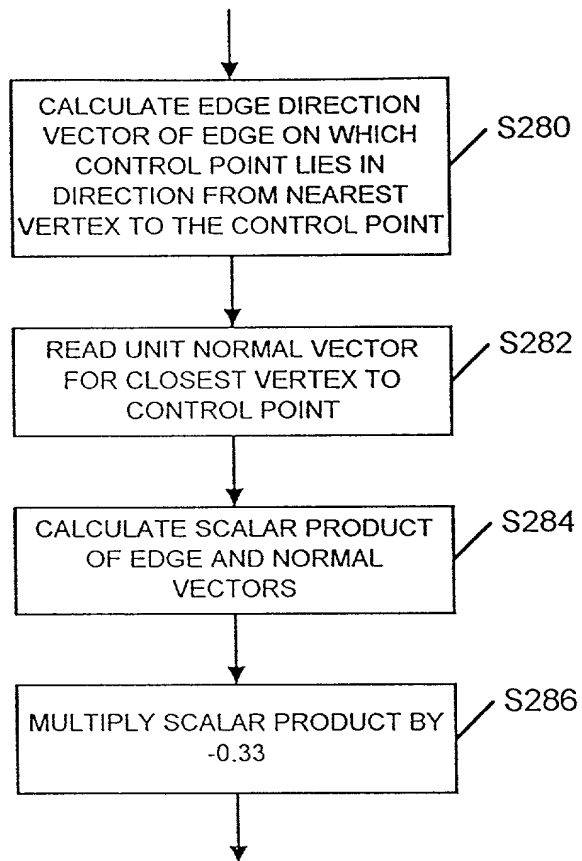 CALCULATE EDGE DIRECTION
VECTOR OF EDGE ON WHICH
CONTROL POINT LIES IN
DIRECTION FROM NEAREST
VERTEX TO THE CONTROL POINT
S280
READ UNIT NORMAL VECTOR
FOR CLOSEST VERTEX TO
CONTROL POINT
S282
CALCULATE SCALAR PRODUCT
OF EDGE AND NORMAL
VECTORS
S284
MULTIPLY SCALAR PRODUCT BY
-0.33
S286